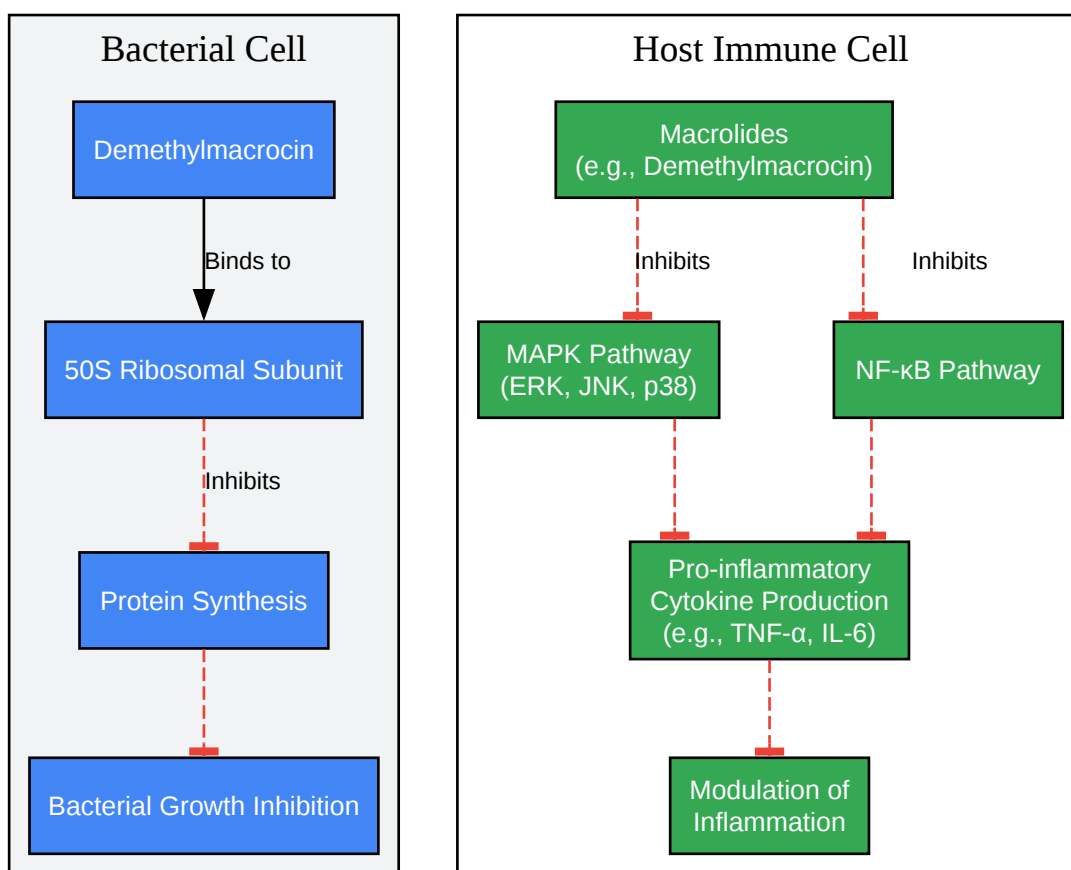 Bacterial Cell
Demethylmacrocin
Binds to
50S Ribosomal Subunit
Inhibits
Protein Synthesis
Bacterial Growth Inhibition
Host Immune Cell
Macrolides
(e.g., Demethylmacrocin)
Inhibits
Inhibits
MAPK Pathway
(ERK, JNK, p38)
NF-κB Pathway
Pro-inflammatory
Cytokine Production
(e.g., TNF-α, IL-6)
Modulation of
Inflammation